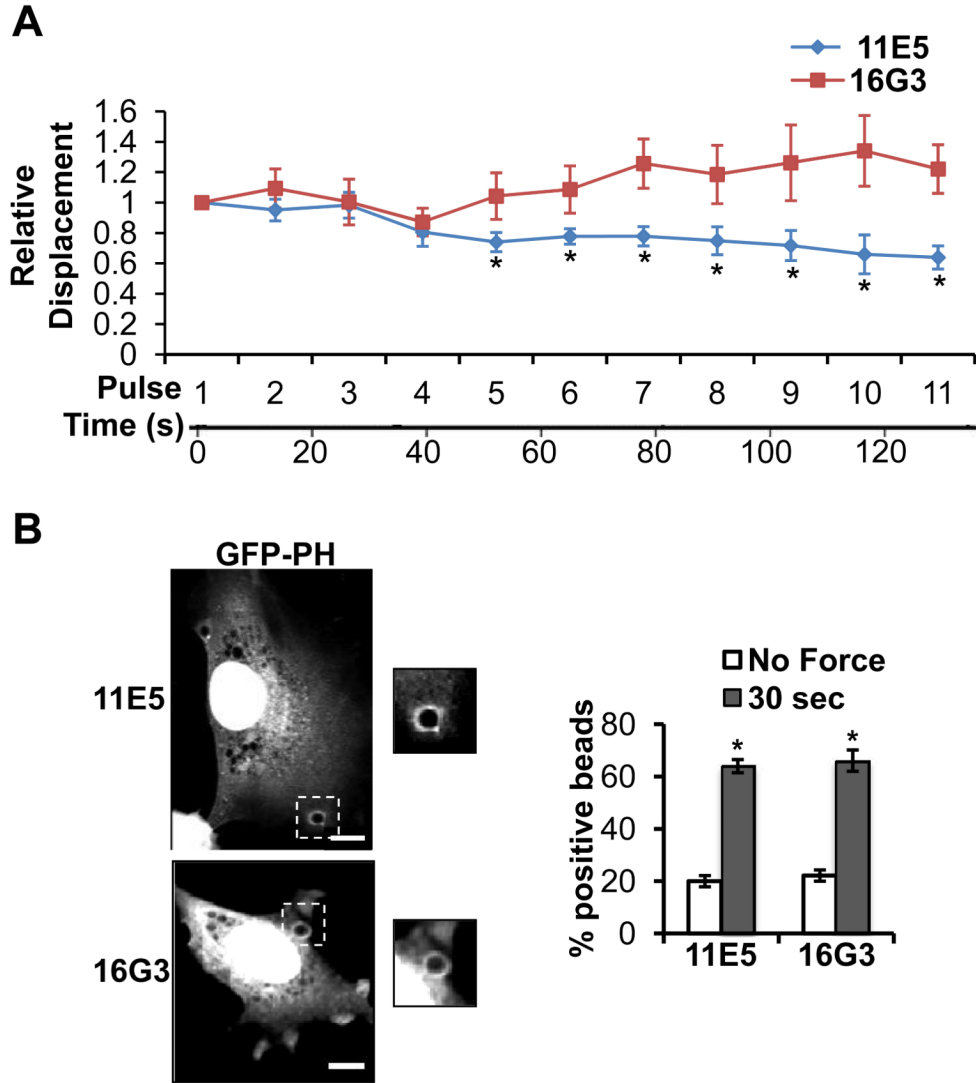 A
11E5
16G3
Relative
Displacement
1.6
1.4
1.2
1
0.8
0.6
0.4
0.2
0
* * * * * * *
Pulse 1 2 3 4 5 6 7 8 9 10 11
Time (s)
0 20 40 60 80 100 120
B
GFP-PH
11E5
16G3
No Force
30 sec
% positive beads
80
60
40
20
0
* *
11E5 16G3